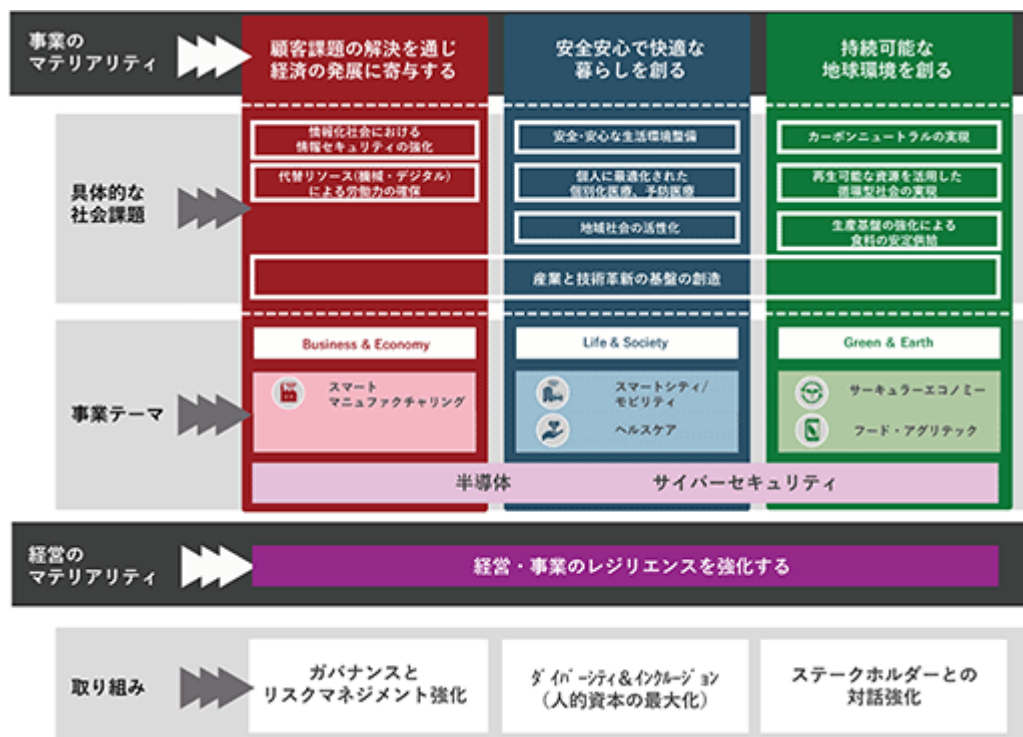 事業の
マテリアリティ
顧客課題の解決を通じ
経済の発展に寄与する
安全安心で快適な
暮らしを創る
持続可能な
地球環境を創る
具体的な
社会課題
情報化社会における
情報セキュリティの強化
代替リソース(機械・デジタル)
による労働力の確保
安全・安心な生活環境整備
個人に最適化された
個別化医療、予防医療
地域社会の活性化
カーボンニュートラルの実現
再生可能な資源を活用した
循環型社会の実現
生産基盤の強化による
食料の安定供給
産業と技術革新の基盤の創造
事業テーマ
Business & Economy
スマート
マニュファクチャリング
Life & Society
スマートシティ/
モビリティ
ヘルスケア
Green & Earth
サーキュラーエコノミー
フード・アグリテック
半導体
サイバーセキュリティ
経営の
マテリアリティ
経営・事業のレジリエンスを強化する
取り組み
ガバナンスと
リスクマネジメント強化
ダイバーシティ&インクルージョン
(人的資本の最大化)
ステークホルダーとの
対話強化